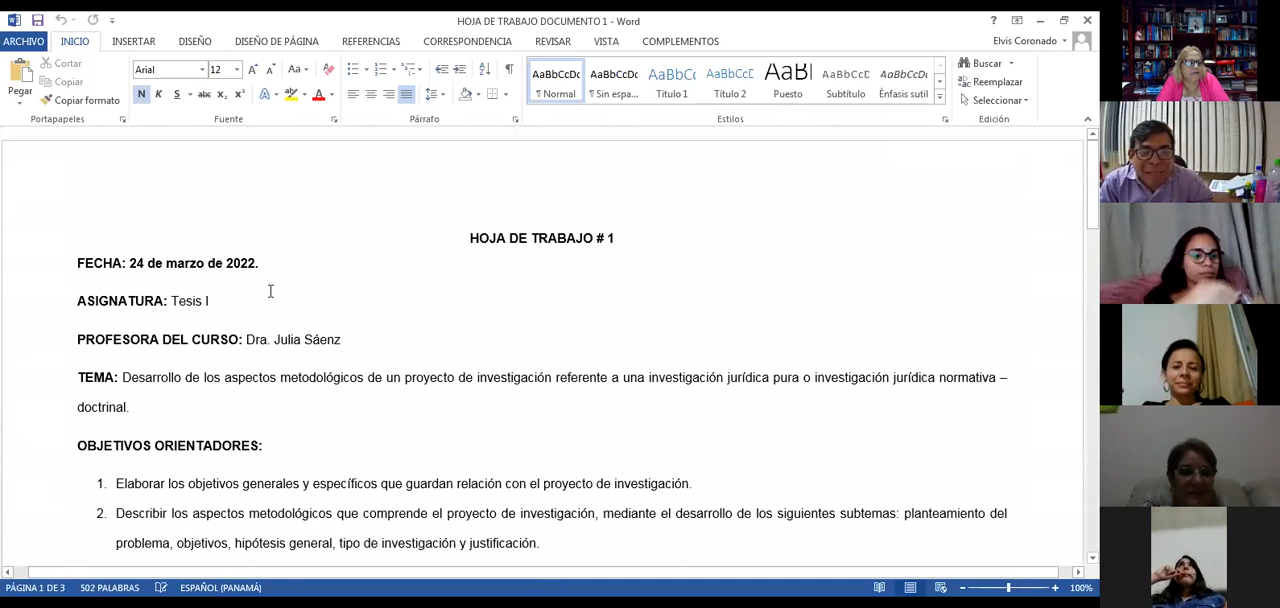 HOJA DE TRABAJO DOCUMENTO 1 - Word
ARCHIVO INICIO INSERTAR DISEÑO DISEÑO DE PÁGINA REFERENCIAS CORRESPONDENCIA REVISAR VISTA COMPLEMENTOS Elvis Coronado
Pegar
Cortar
Copiar
Copiar formato
Portapapeles
Arial 12
Fuente
Párrafo
AaBbCcDc AaBbCcDc AaBbCc AaBbCcC AaBl AaBbCcD AaBbCcDc
¶ Normal ¶ Sin espa... Título 1 Título 2 Puesto Subtítulo Énfasis sutil
Estilos
Buscar
Reemplazar
Seleccionar
Edición
HOJA DE TRABAJO # 1
FECHA: 24 de marzo de 2022.
ASIGNATURA: Tesis I
PROFESORA DEL CURSO: Dra. Julia Sáenz
TEMA: Desarrollo de los aspectos metodológicos de un proyecto de investigación referente a una investigación jurídica pura o investigación jurídica normativa –
doctrinal.
OBJETIVOS ORIENTADORES:
1. Elaborar los objetivos generales y específicos que guardan relación con el proyecto de investigación.
2. Describir los aspectos metodológicos que comprende el proyecto de investigación, mediante el desarrollo de los siguientes subtemas: planteamiento del
problema, objetivos, hipótesis general, tipo de investigación y justificación.
PÁGINA 1 DE 3 502 PALABRAS ESPAÑOL (PANAMÁ) 100%